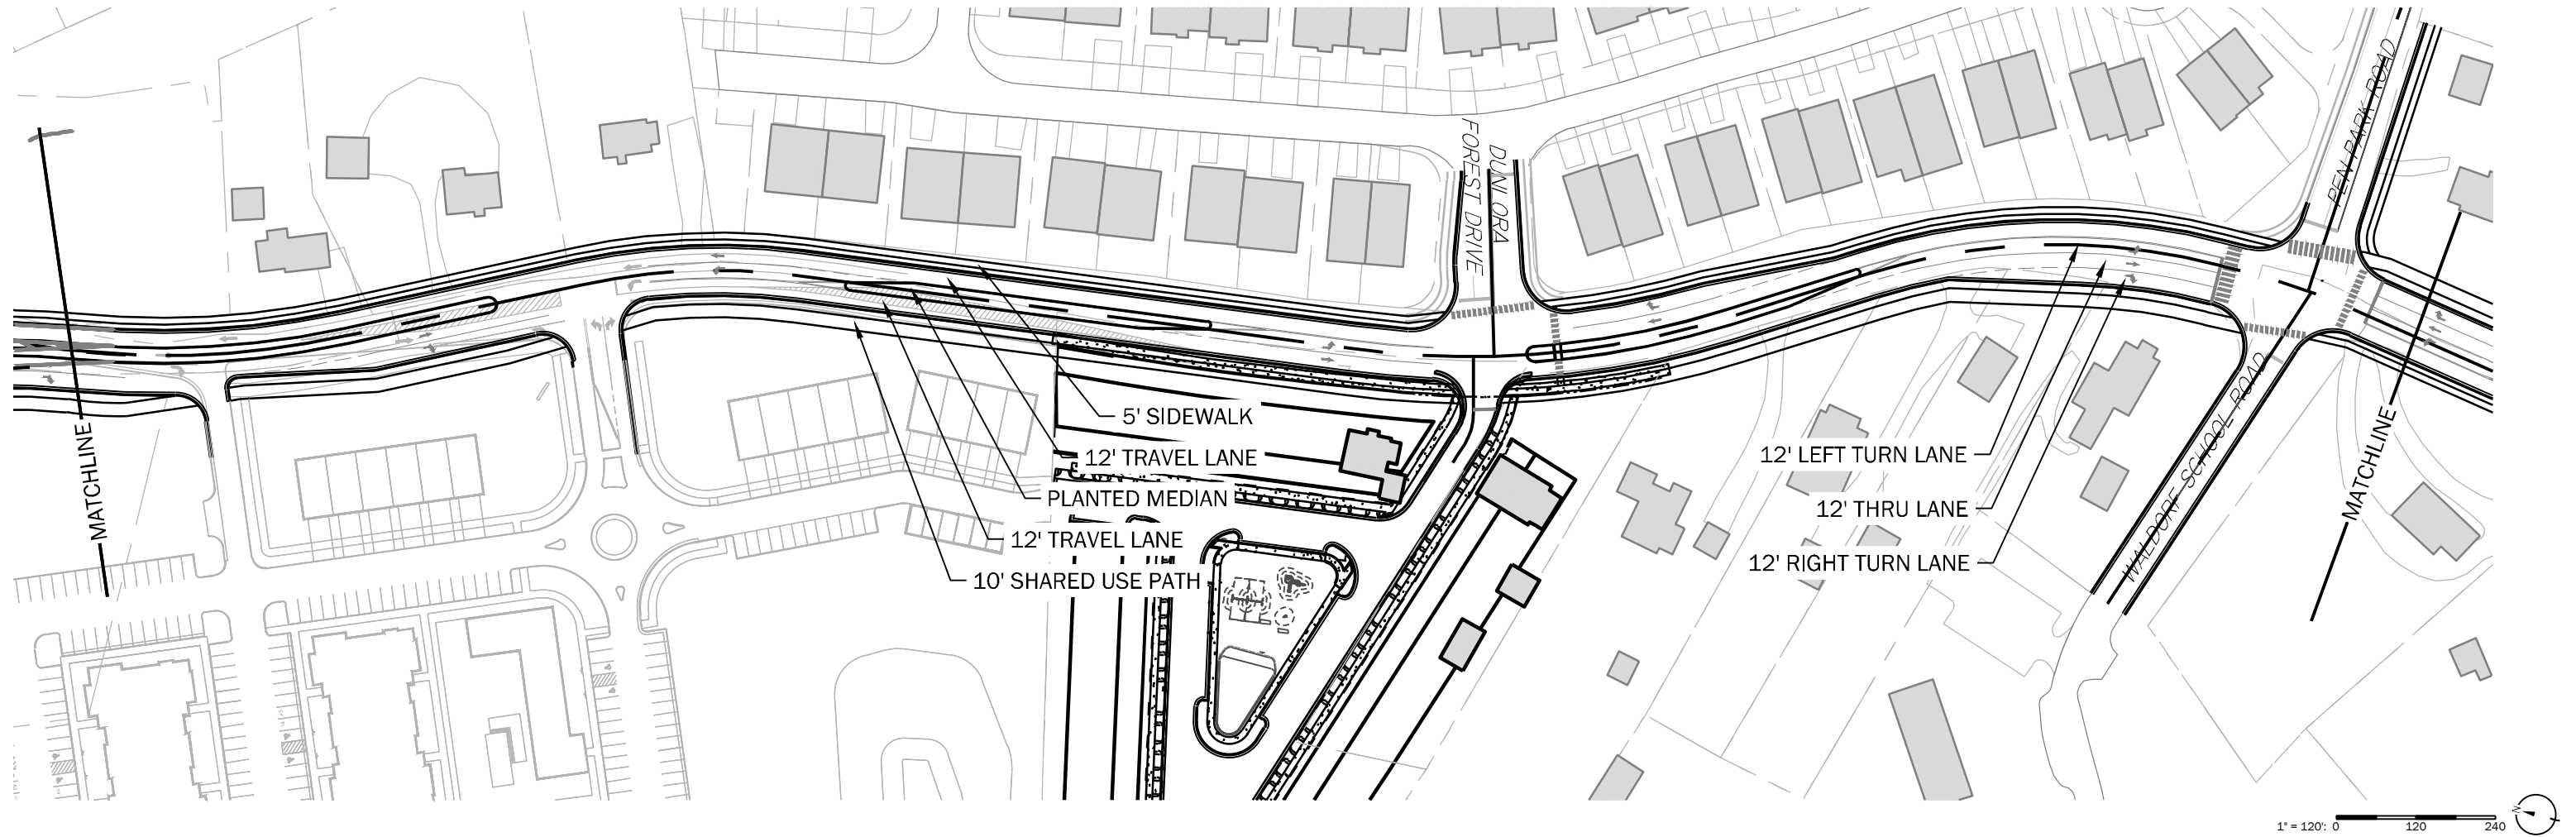 PEN PARK ROAD
FOREST DRIVE
DUNLORA
MATCHLINE
5' SIDEWALK
12' TRAVEL LANE
PLANTED MEDIAN
12' TRAVEL LANE
10' SHARED USE PATH
12' LEFT TURN LANE
12' THRU LANE
12' RIGHT TURN LANE
WALDORF SCHOOL ROAD
MATCHLINE
1" = 120': 0 120 240
N